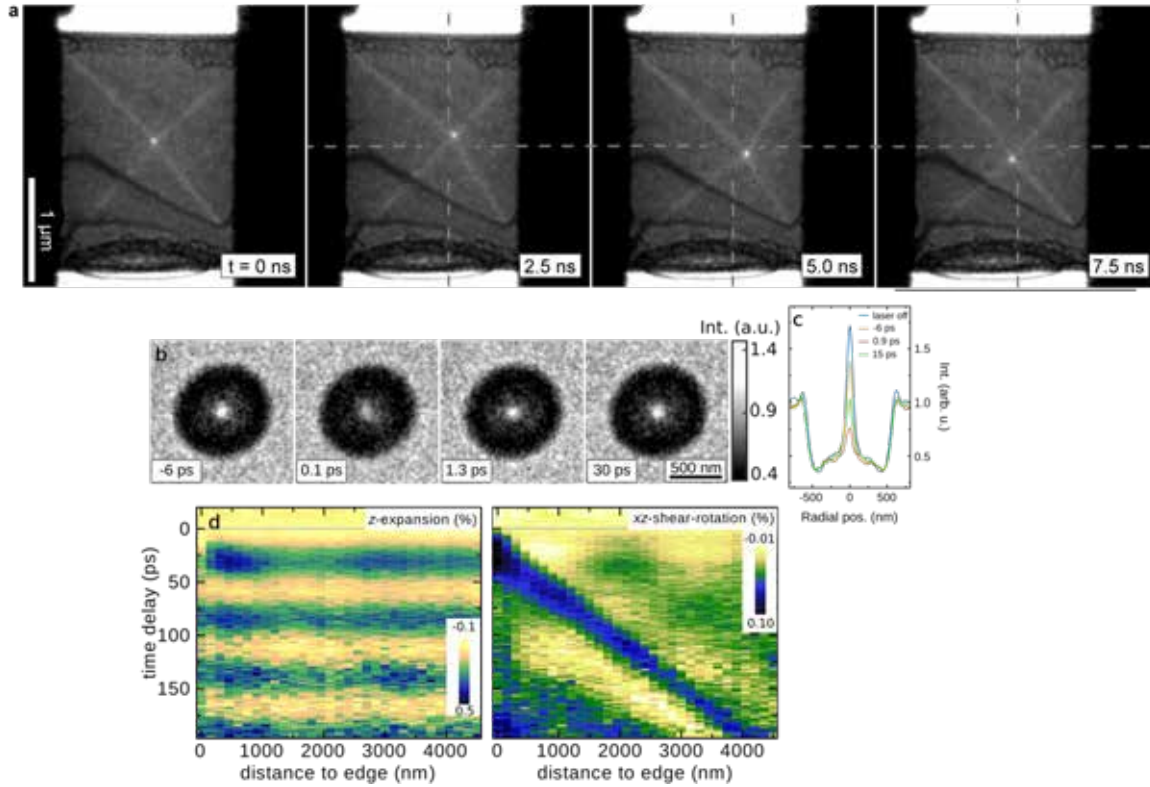 a
1 μm
t = 0 ns
2.5 ns
5.0 ns
7.5 ns
b
-6 ps
0.1 ps
1.3 ps
30 ps
500 nm
Int. (a.u.)
1.4
0.9
0.4
c
laser off
-6 ps
0.9 ps
15 ps
1.5
1.0
0.5
Int. (arb. u.)
-500
0
500
Radial pos. (nm)
d
z-expansion (%)
-0.1
0.5
time delay (ps)
0
50
100
150
0
1000
2000
3000
4000
distance to edge (nm)
xz-shear-rotation (%)
-0.01
0.10
0
1000
2000
3000
4000
distance to edge (nm)